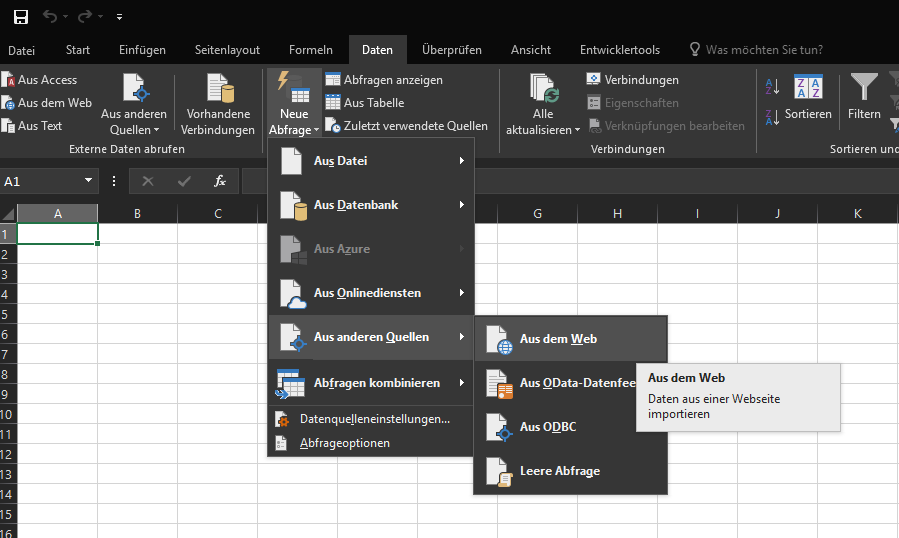 Datei Start Einfügen Seitenlayout Formeln Daten Überprüfen Ansicht Entwicklertools Was möchten Sie tun?
Aus Access
Aus dem Web
Aus Text
Aus anderen
Quellen
Vorhandene
Verbindungen
Externe Daten abrufen
Neue
Abfrage
Abfragen anzeigen
Aus Tabelle
Zuletzt verwendete Quellen
Alle
aktualisieren
Verbindungen
Eigenschaften
Verknüpfungen bearbeiten
Verbindungen
A
Z
Z
A
Z A
A Z
Sortieren
Filter
Sortieren und
A1
fx
A B C G H I J K
1
2
3
4
5
6
7
8
9
10
11
12
13
14
15
16
Aus Datei
Aus Datenbank
Aus Azure
Aus Onlinediensten
Aus anderen Quellen
Abfragen kombinieren
Datenquelleneinstellungen...
Abfrageoptionen
Aus dem Web
Aus OData-Datenfee
Aus ODBC
Leere Abfrage
Aus dem Web
Daten aus einer Webseite
importieren